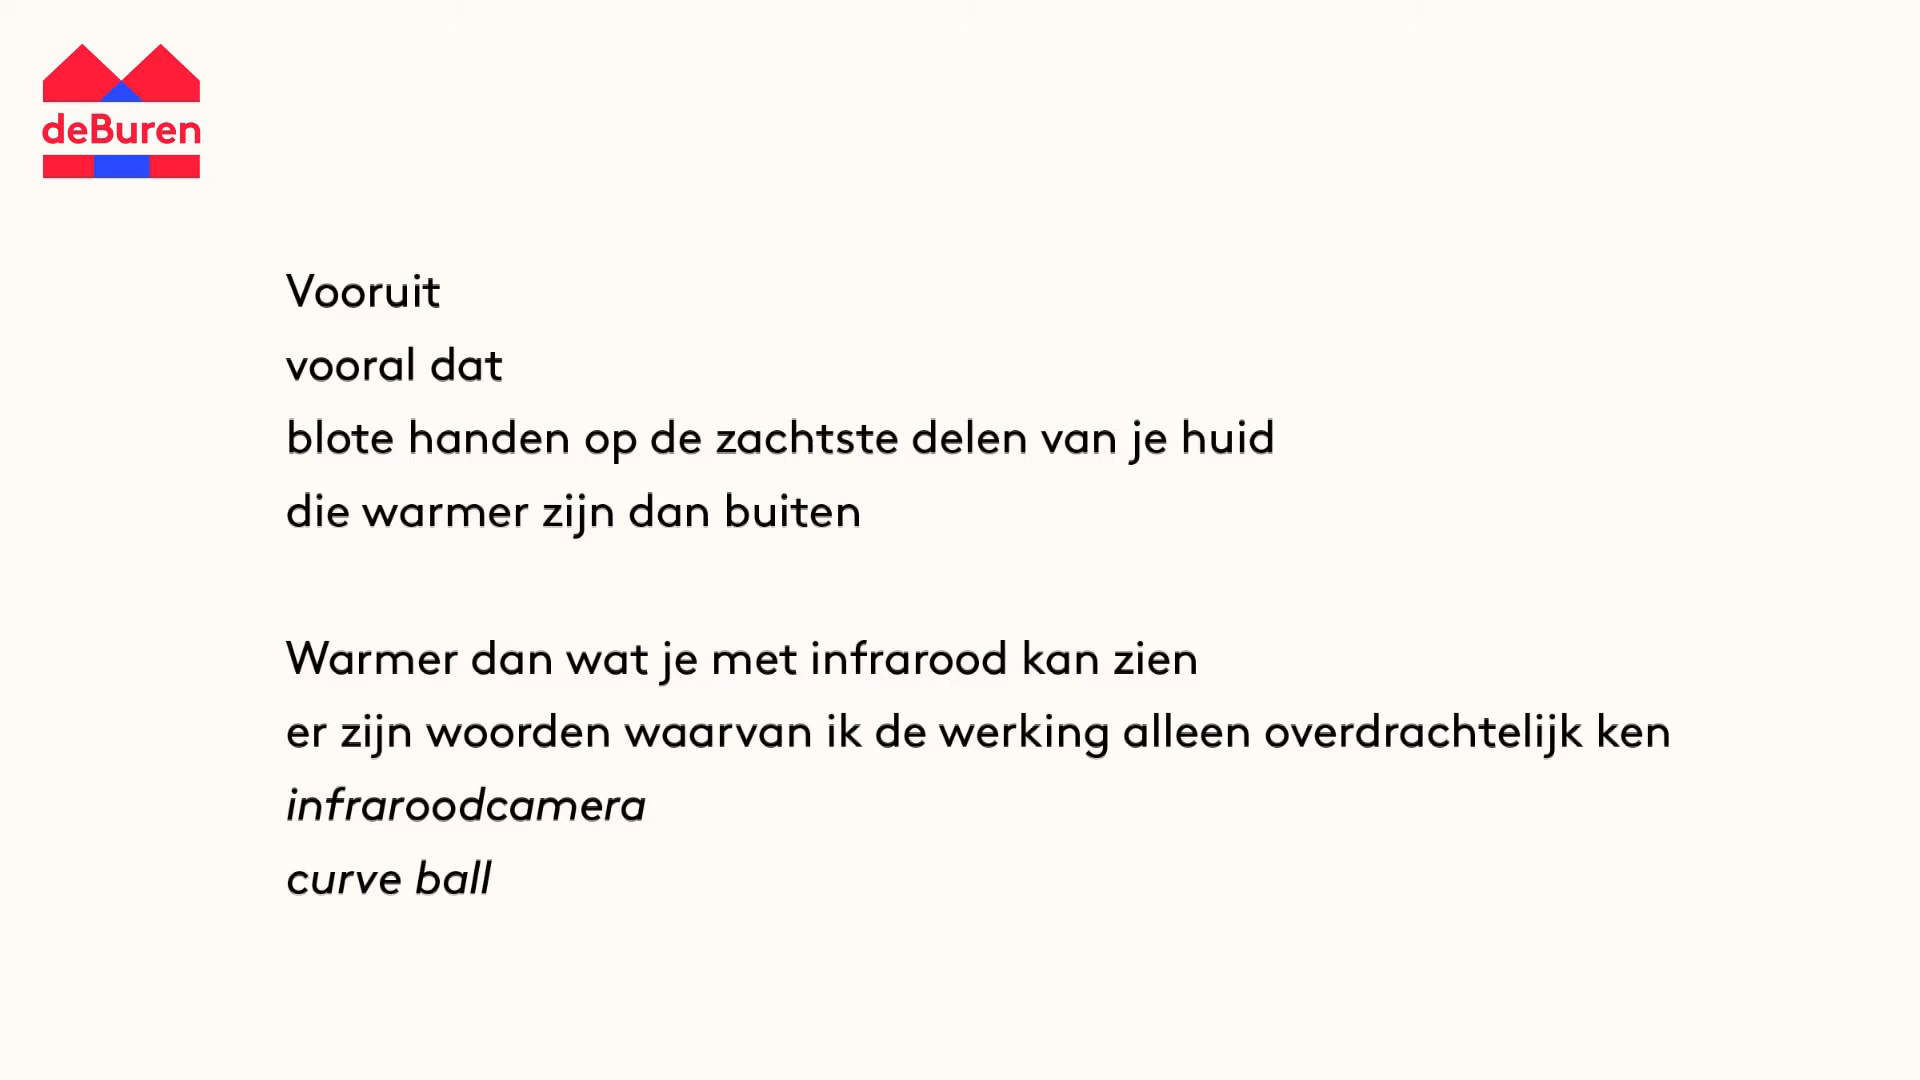 deBuren
Vooruit
vooral dat
blote handen op de zachtste delen van je huid
die warmer zijn dan buiten
Warmer dan wat je met infrarood kan zien
er zijn woorden waarvan ik de werking alleen overdrachtelijk ken
infraroodcamera
curve ball